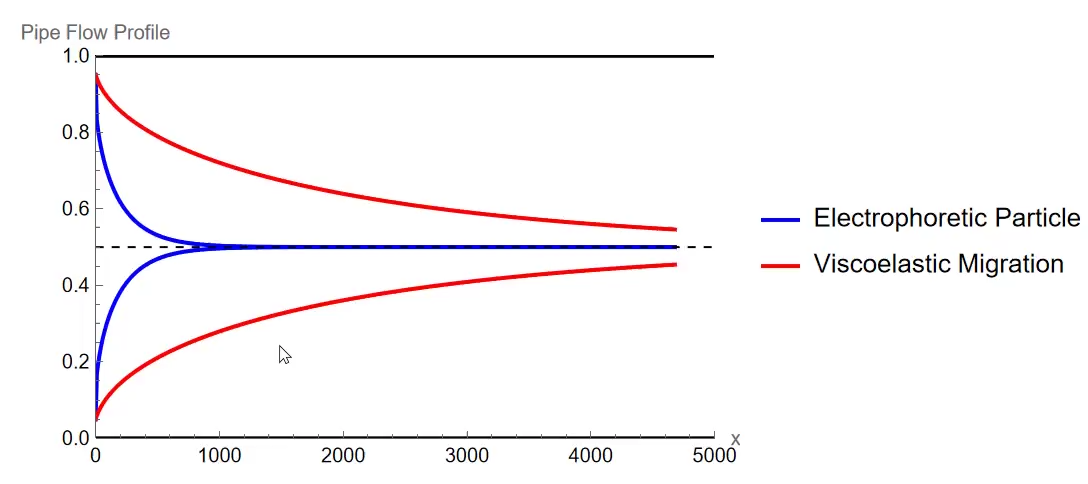 Pipe Flow Profile
1.0
0.8
0.6
0.4
0.2
0.0
0 1000 2000 3000 4000 5000 x
Electrophoretic Particle
Viscoelastic Migration